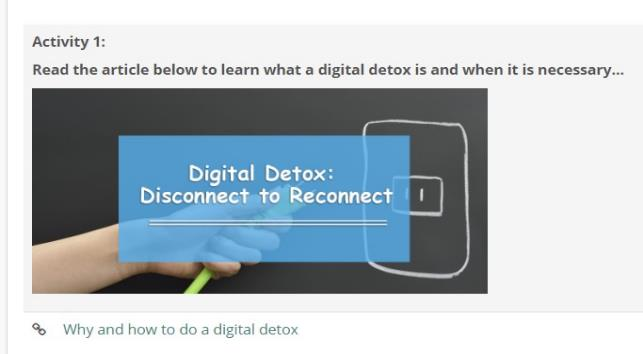 Activity 1:
Read the article below to learn what a digital detox is and when it is necessary...
Digital Detox:
Disconnect to Reconnect
Why and how to do a digital detox